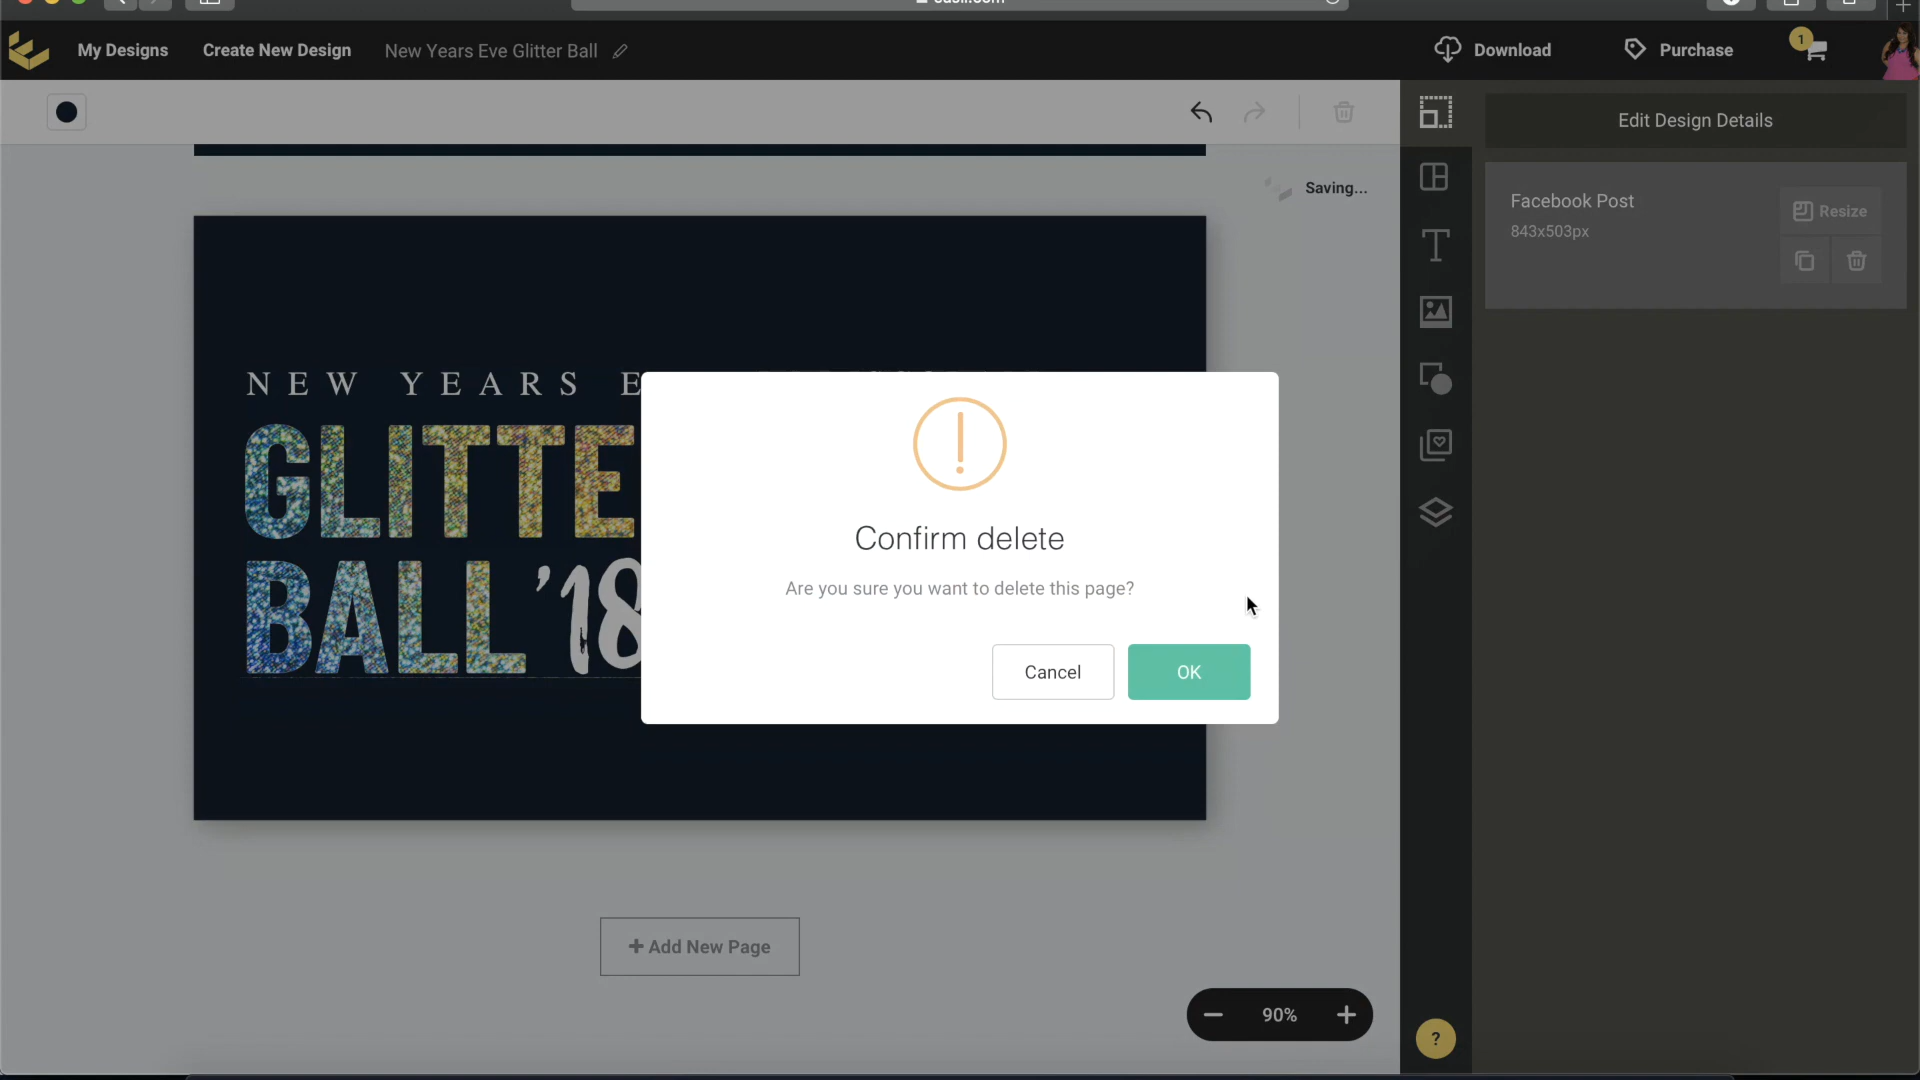 My Designs
Create New Design
New Years Eve Glitter Ball
Download
Purchase
1
Edit Design Details
Saving...
Facebook Post
843x503px
Resize
NEW YEARS E
GLITTE
BALL '18
Confirm delete
Are you sure you want to delete this page?
Cancel
OK
+ Add New Page
90%
?